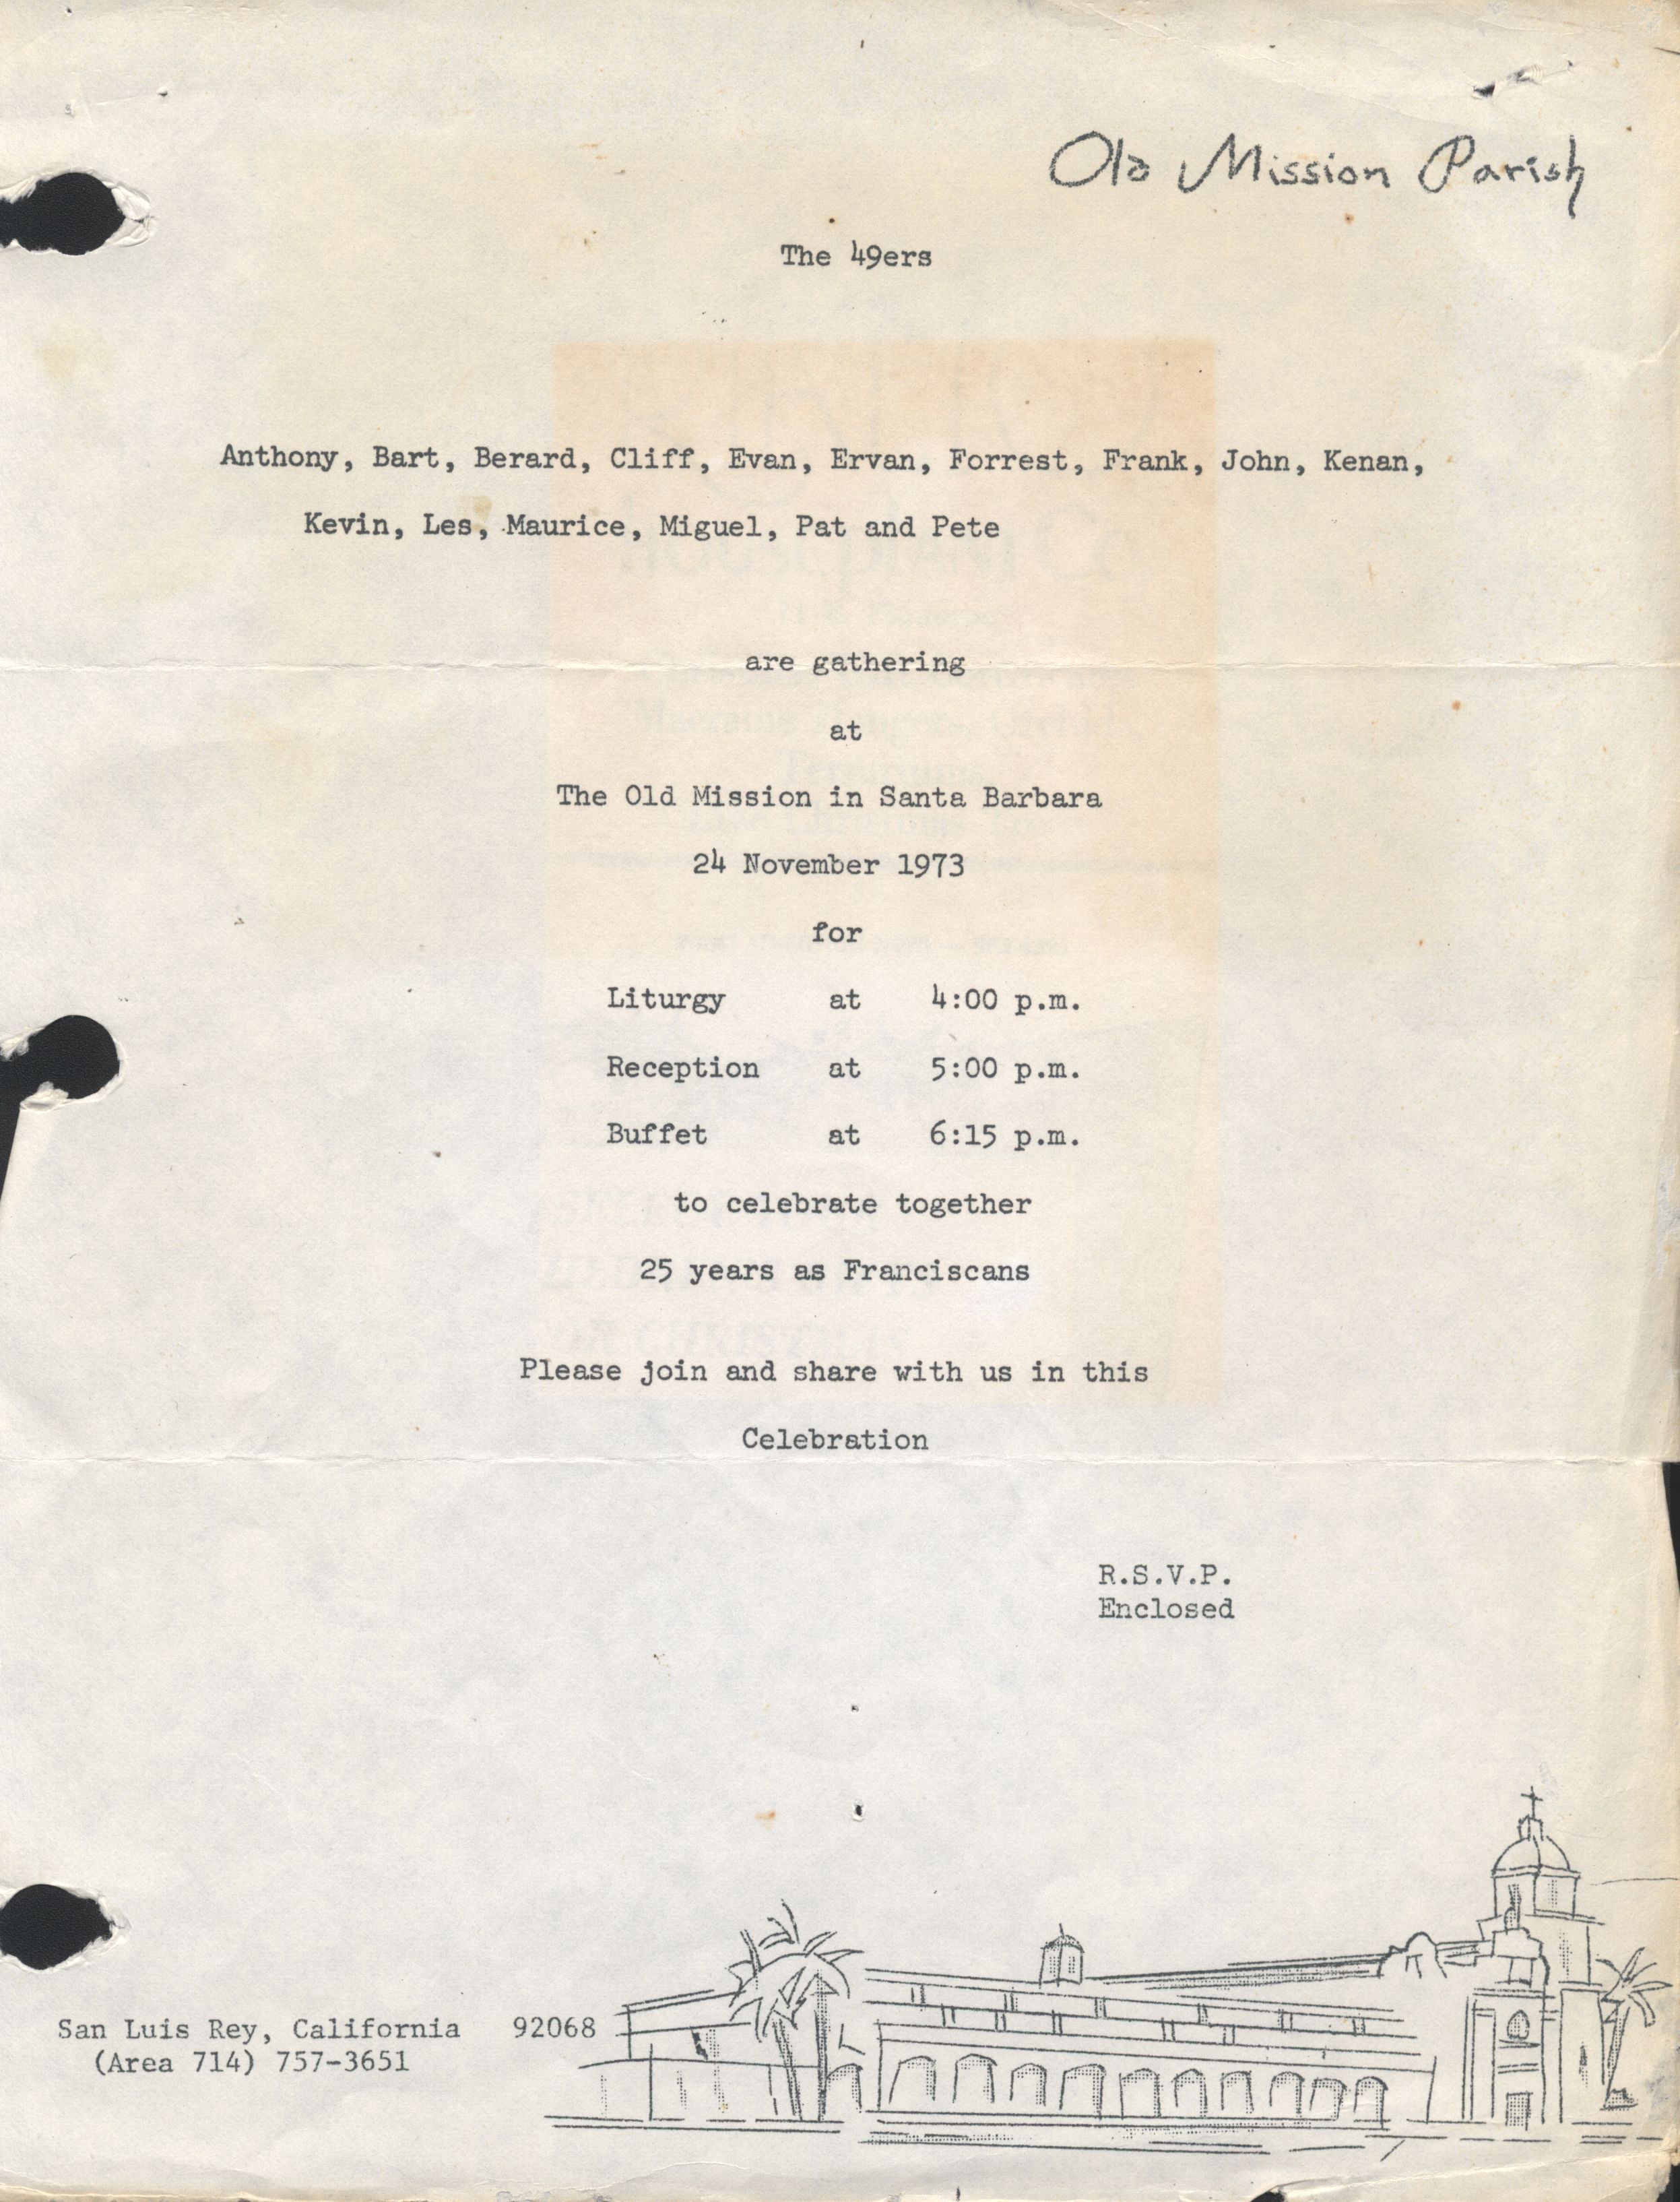 Old Mission Parish
The 49ers
Anthony, Bart, Berard, Cliff, Evan, Ervan, Forrest, Frank, John, Kenan,
Kevin, Les, Maurice, Miguel, Pat and Pete
are gathering
at
The Old Mission in Santa Barbara
24 November 1973
for
Liturgy at 4:00 p.m.
Reception at 5:00 p.m.
Buffet at 6:15 p.m.
to celebrate together
25 years as Franciscans
Please join and share with us in this
Celebration
R.S.V.P.
Enclosed
San Luis Rey, California 92068
(Area 714) 757-3651